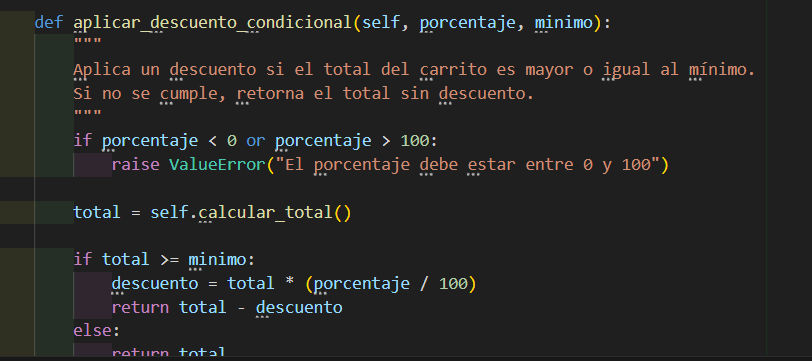 def aplicar_descuento_condicional(self, porcentaje, minimo):
"""
Aplica un descuento si el total del carrito es mayor o igual al mínimo.
Si no se cumple, retorna el total sin descuento.
"""
if porcentaje < 0 or porcentaje > 100:
raise ValueError("El porcentaje debe estar entre 0 y 100")
total = self.calcular_total()
if total >= minimo:
descuento = total * (porcentaje / 100)
return total - descuento
else:
return total